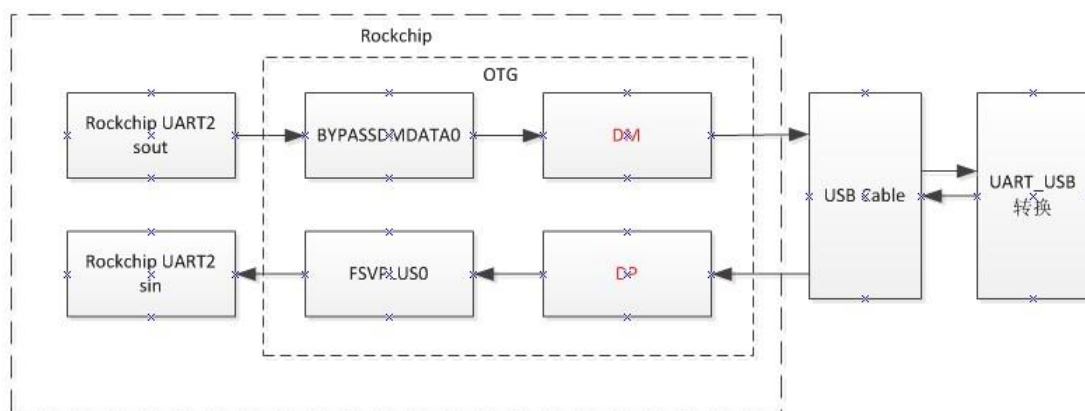 Rockchip
OTG
Rockchip UART2
sout
BYPASSDMDATA0
DM
USB Cable
UART_USB
转换
Rockchip UART2
sin
FSVPLUS0
DP